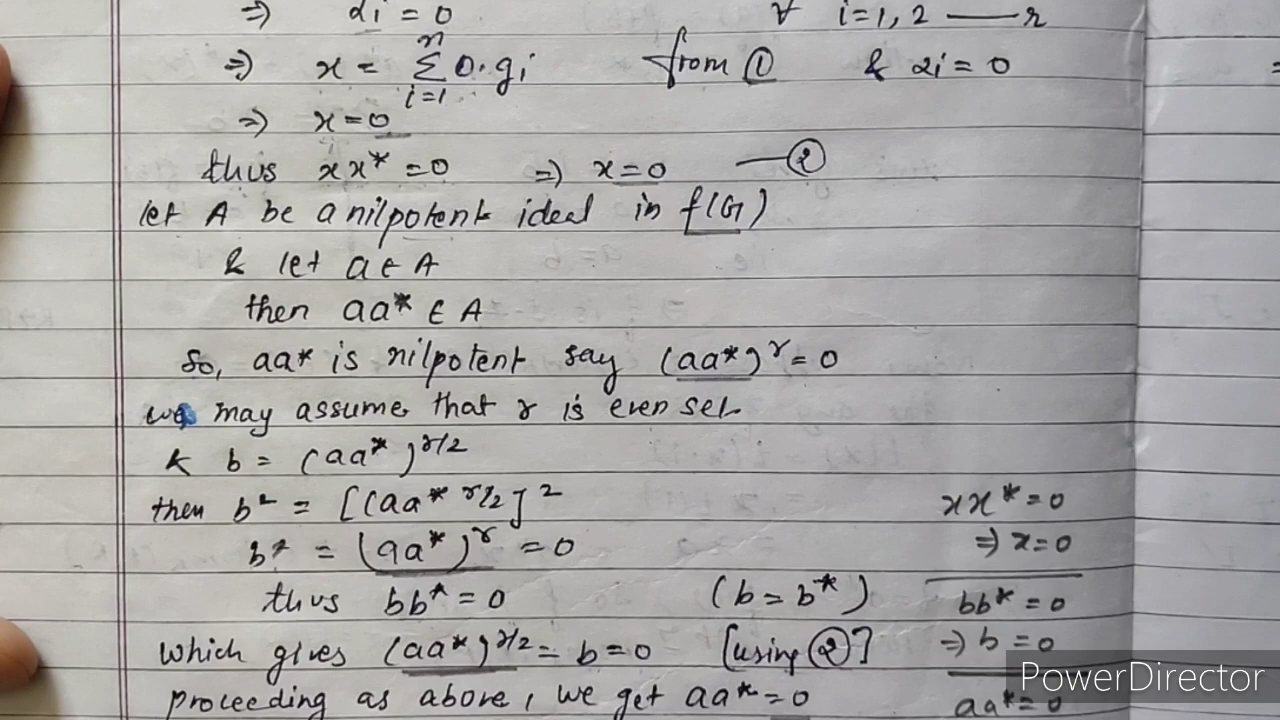 ⇒ αi = 0 ∀ i=1, 2 — r
⇒ x = Σ 0·gi from ① & αi = 0
n
i=1
⇒ x=0
thus xx* =0 ⇒ x=0 —②
let A be a nilpotent ideal in f(G)
& let a ∈ A
then aa* ∈ A
So, aa* is nilpotent say (aa*)^r = 0
we may assume that r is even set
& b = (aa*)^r/2
then b² = [(aa* r/2]²
xx* = 0
b² = (aa*)^r = 0
⇒ x=0
thus bb* = 0 (b = b*)
bb* = 0
which gives (aa*)^r/2 = b = 0 [using ②]
⇒ b = 0
proceeding as above, we get aa* = 0
aa* = 0
PowerDirector